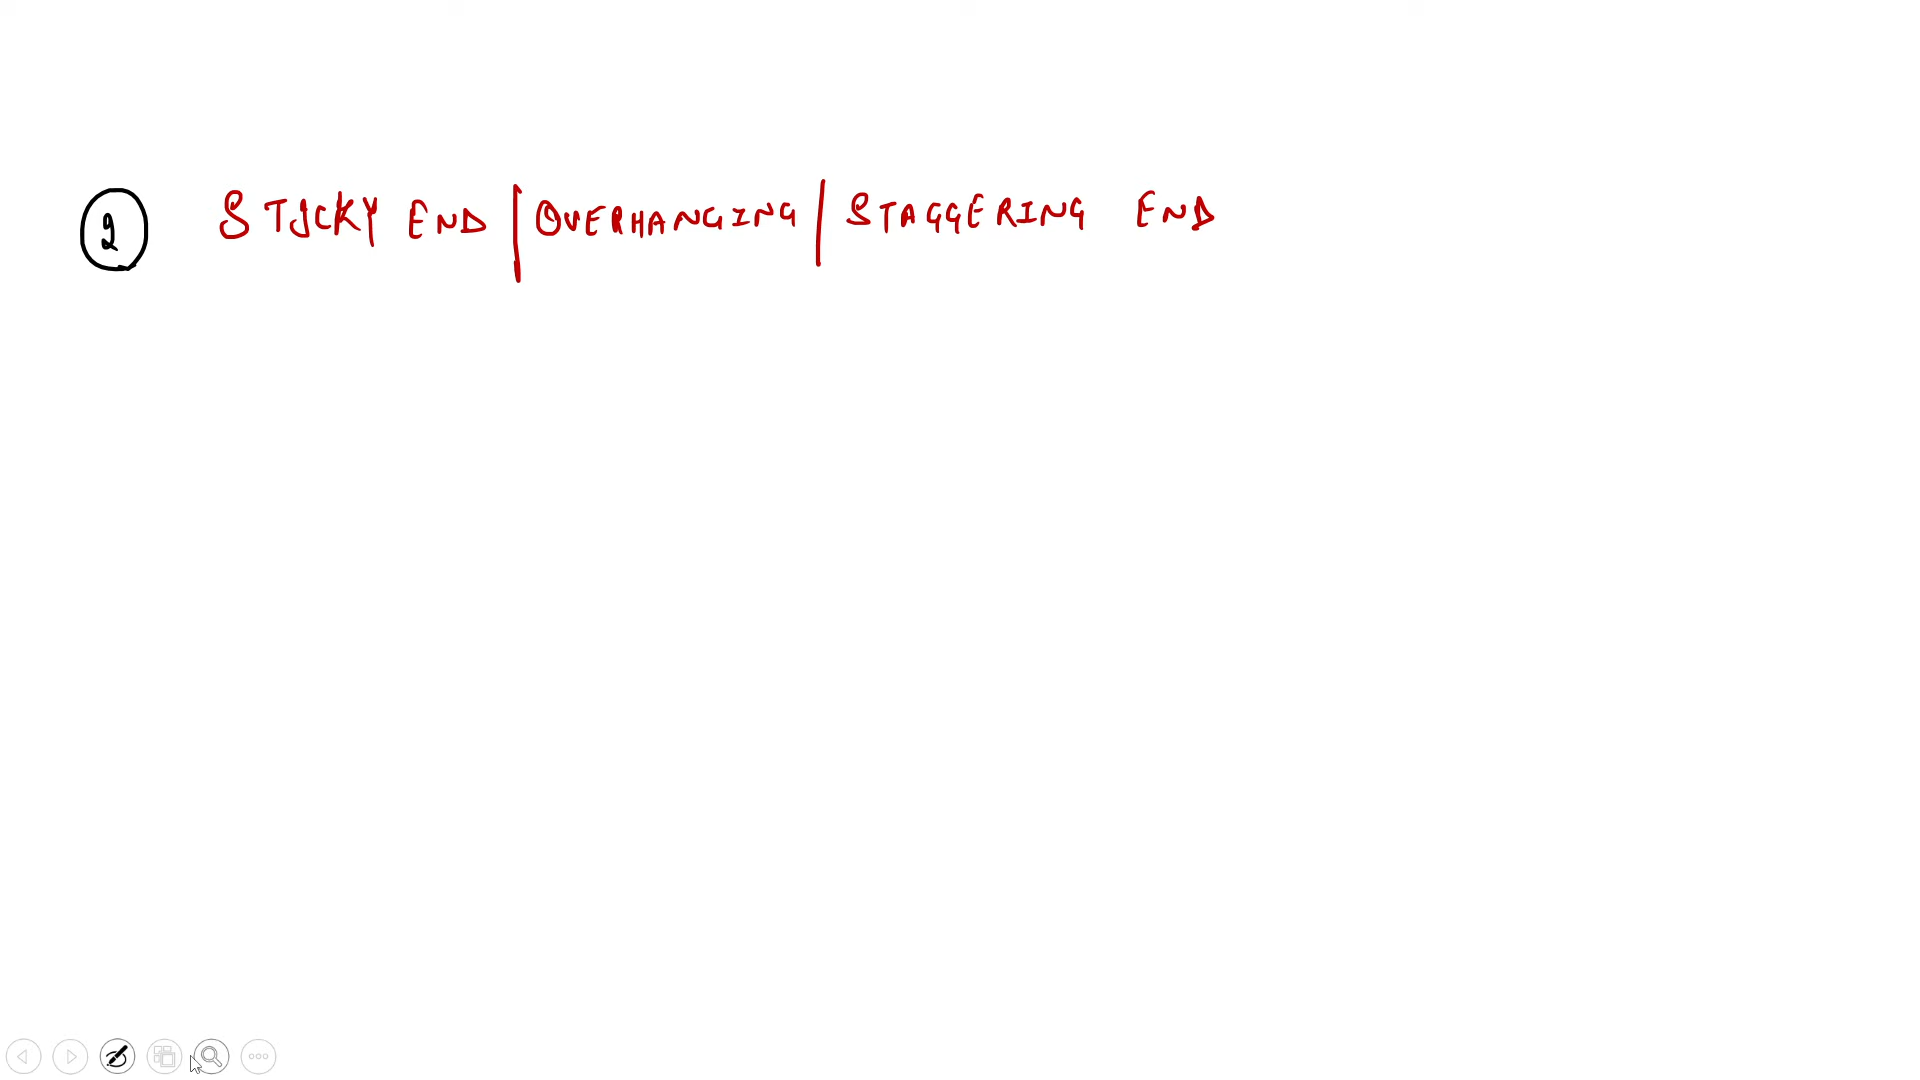 2 STICKY END | OVERHANGING | STAGGERING END